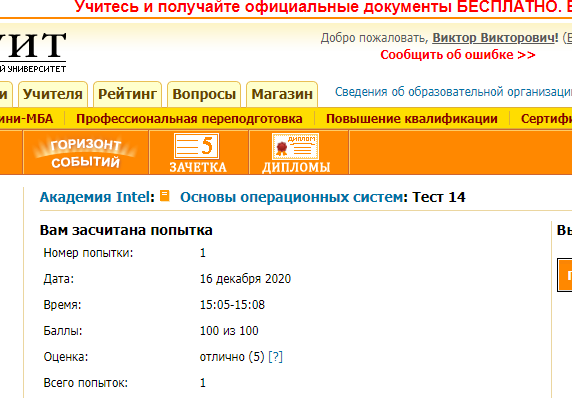 Учитесь и получайте официальные документы БЕСПЛАТНО.
УИТ
УНИВЕРСИТЕТ
Добро пожаловать, Виктор Викторович! (
Сообщить об ошибке >>
и Учителя Рейтинг Вопросы Магазин Сведения об образовательной организаци
ини-МБА Профессиональная переподготовка Повышение квалификации Сертифи
ГОРИЗОНТ СОБЫТИЙ
5 ЗАЧЕТКА
ДИПЛОМ ДИПЛОМЫ
Академия Intel: Основы операционных систем: Тест 14
Вам засчитана попытка
Номер попытки: 1
Дата: 16 декабря 2020
Время: 15:05-15:08
Баллы: 100 из 100
Оценка: отлично (5) [?]
Всего попыток: 1
Вы